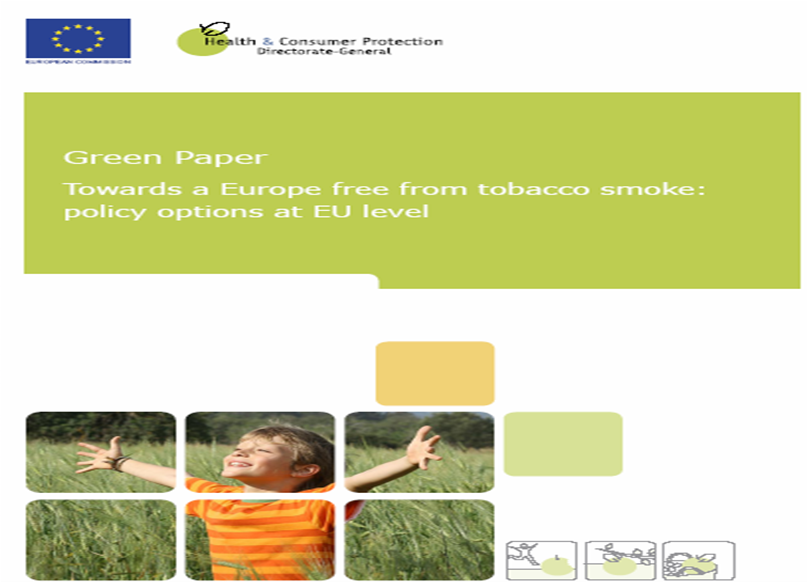 EUROPEAN COMMISSION
Health & Consumer Protection
Directorate-General
Green Paper
Towards a Europe free from tobacco smoke:
policy options at EU level